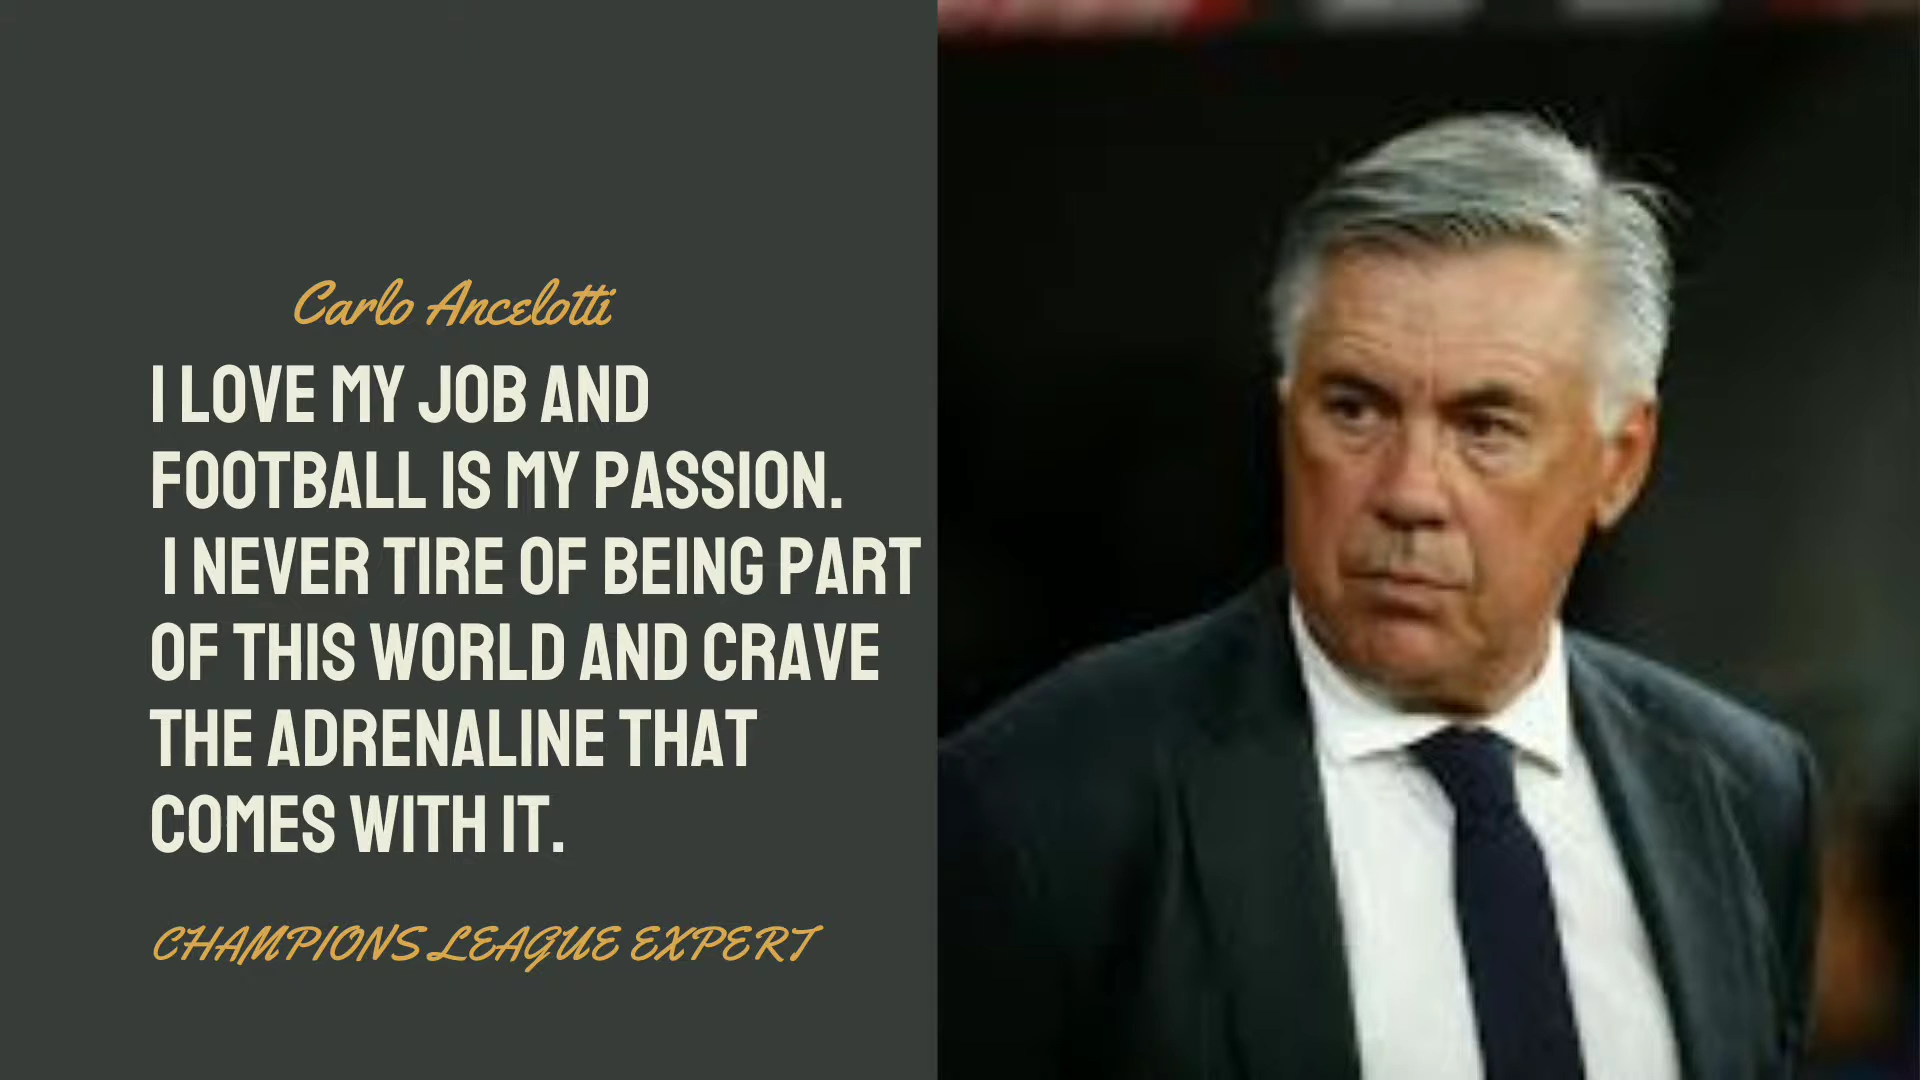 Carlo Ancelotti
I LOVE MY JOB AND
FOOTBALL IS MY PASSION.
I NEVER TIRE OF BEING PART
OF THIS WORLD AND CRAVE
THE ADRENALINE THAT
COMES WITH IT.
CHAMPIONS LEAGUE EXPERT